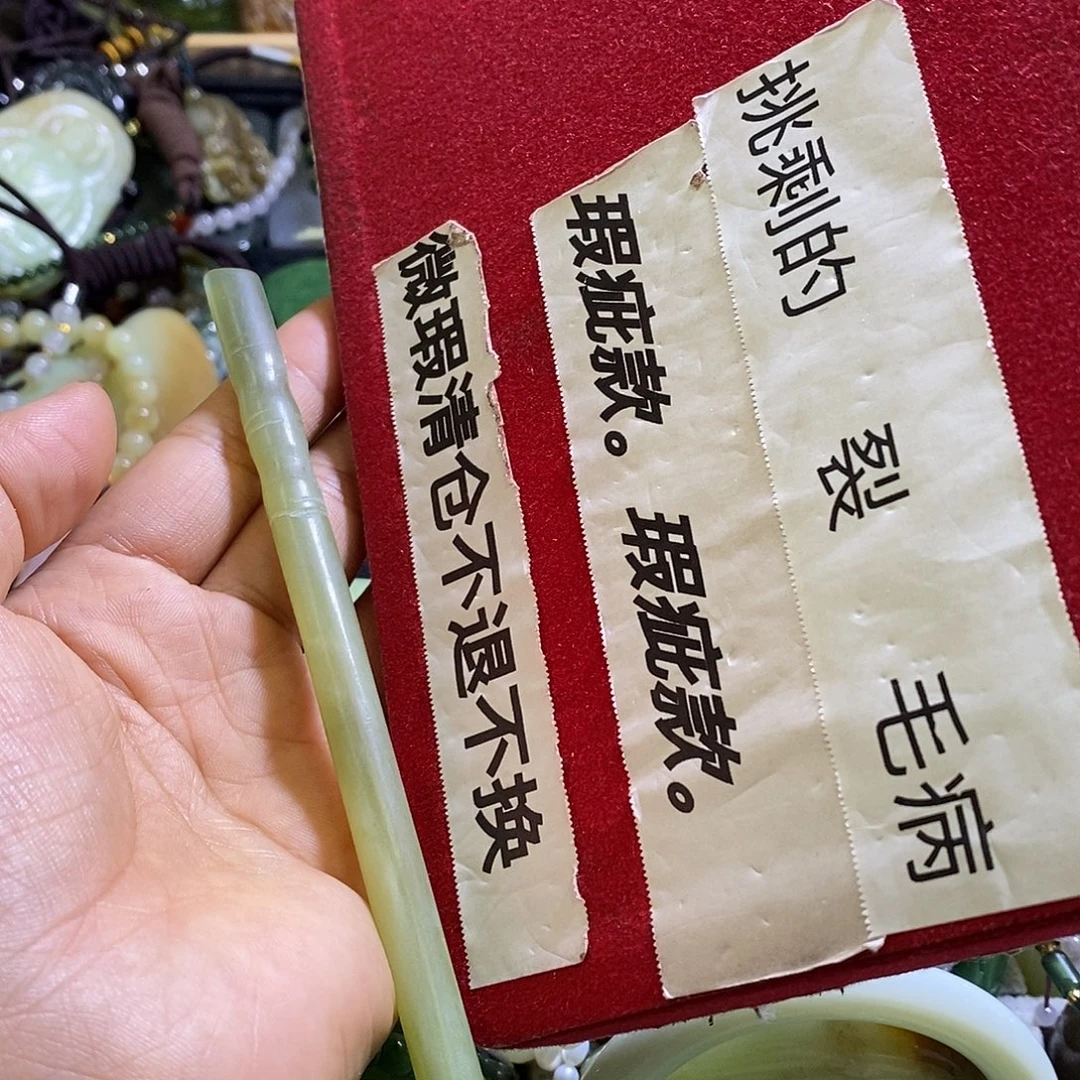 挑剩的 裂 毛病
瑕疵款。 瑕疵款。
微瑕清仓不退不换